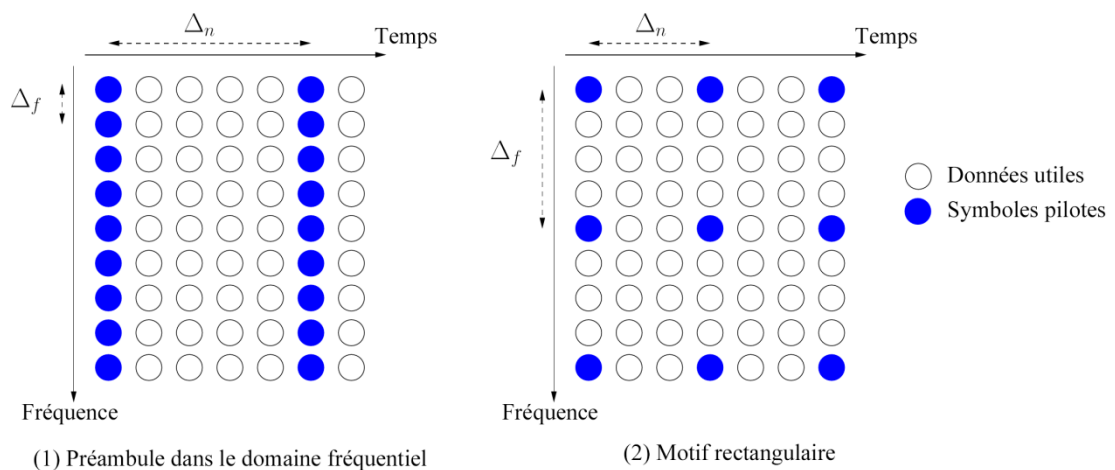 Δn
Temps
Δf
Fréquence
(1) Préambule dans le domaine fréquentiel
Δn
Temps
Δf
Fréquence
(2) Motif rectangulaire
Données utiles
Symboles pilotes